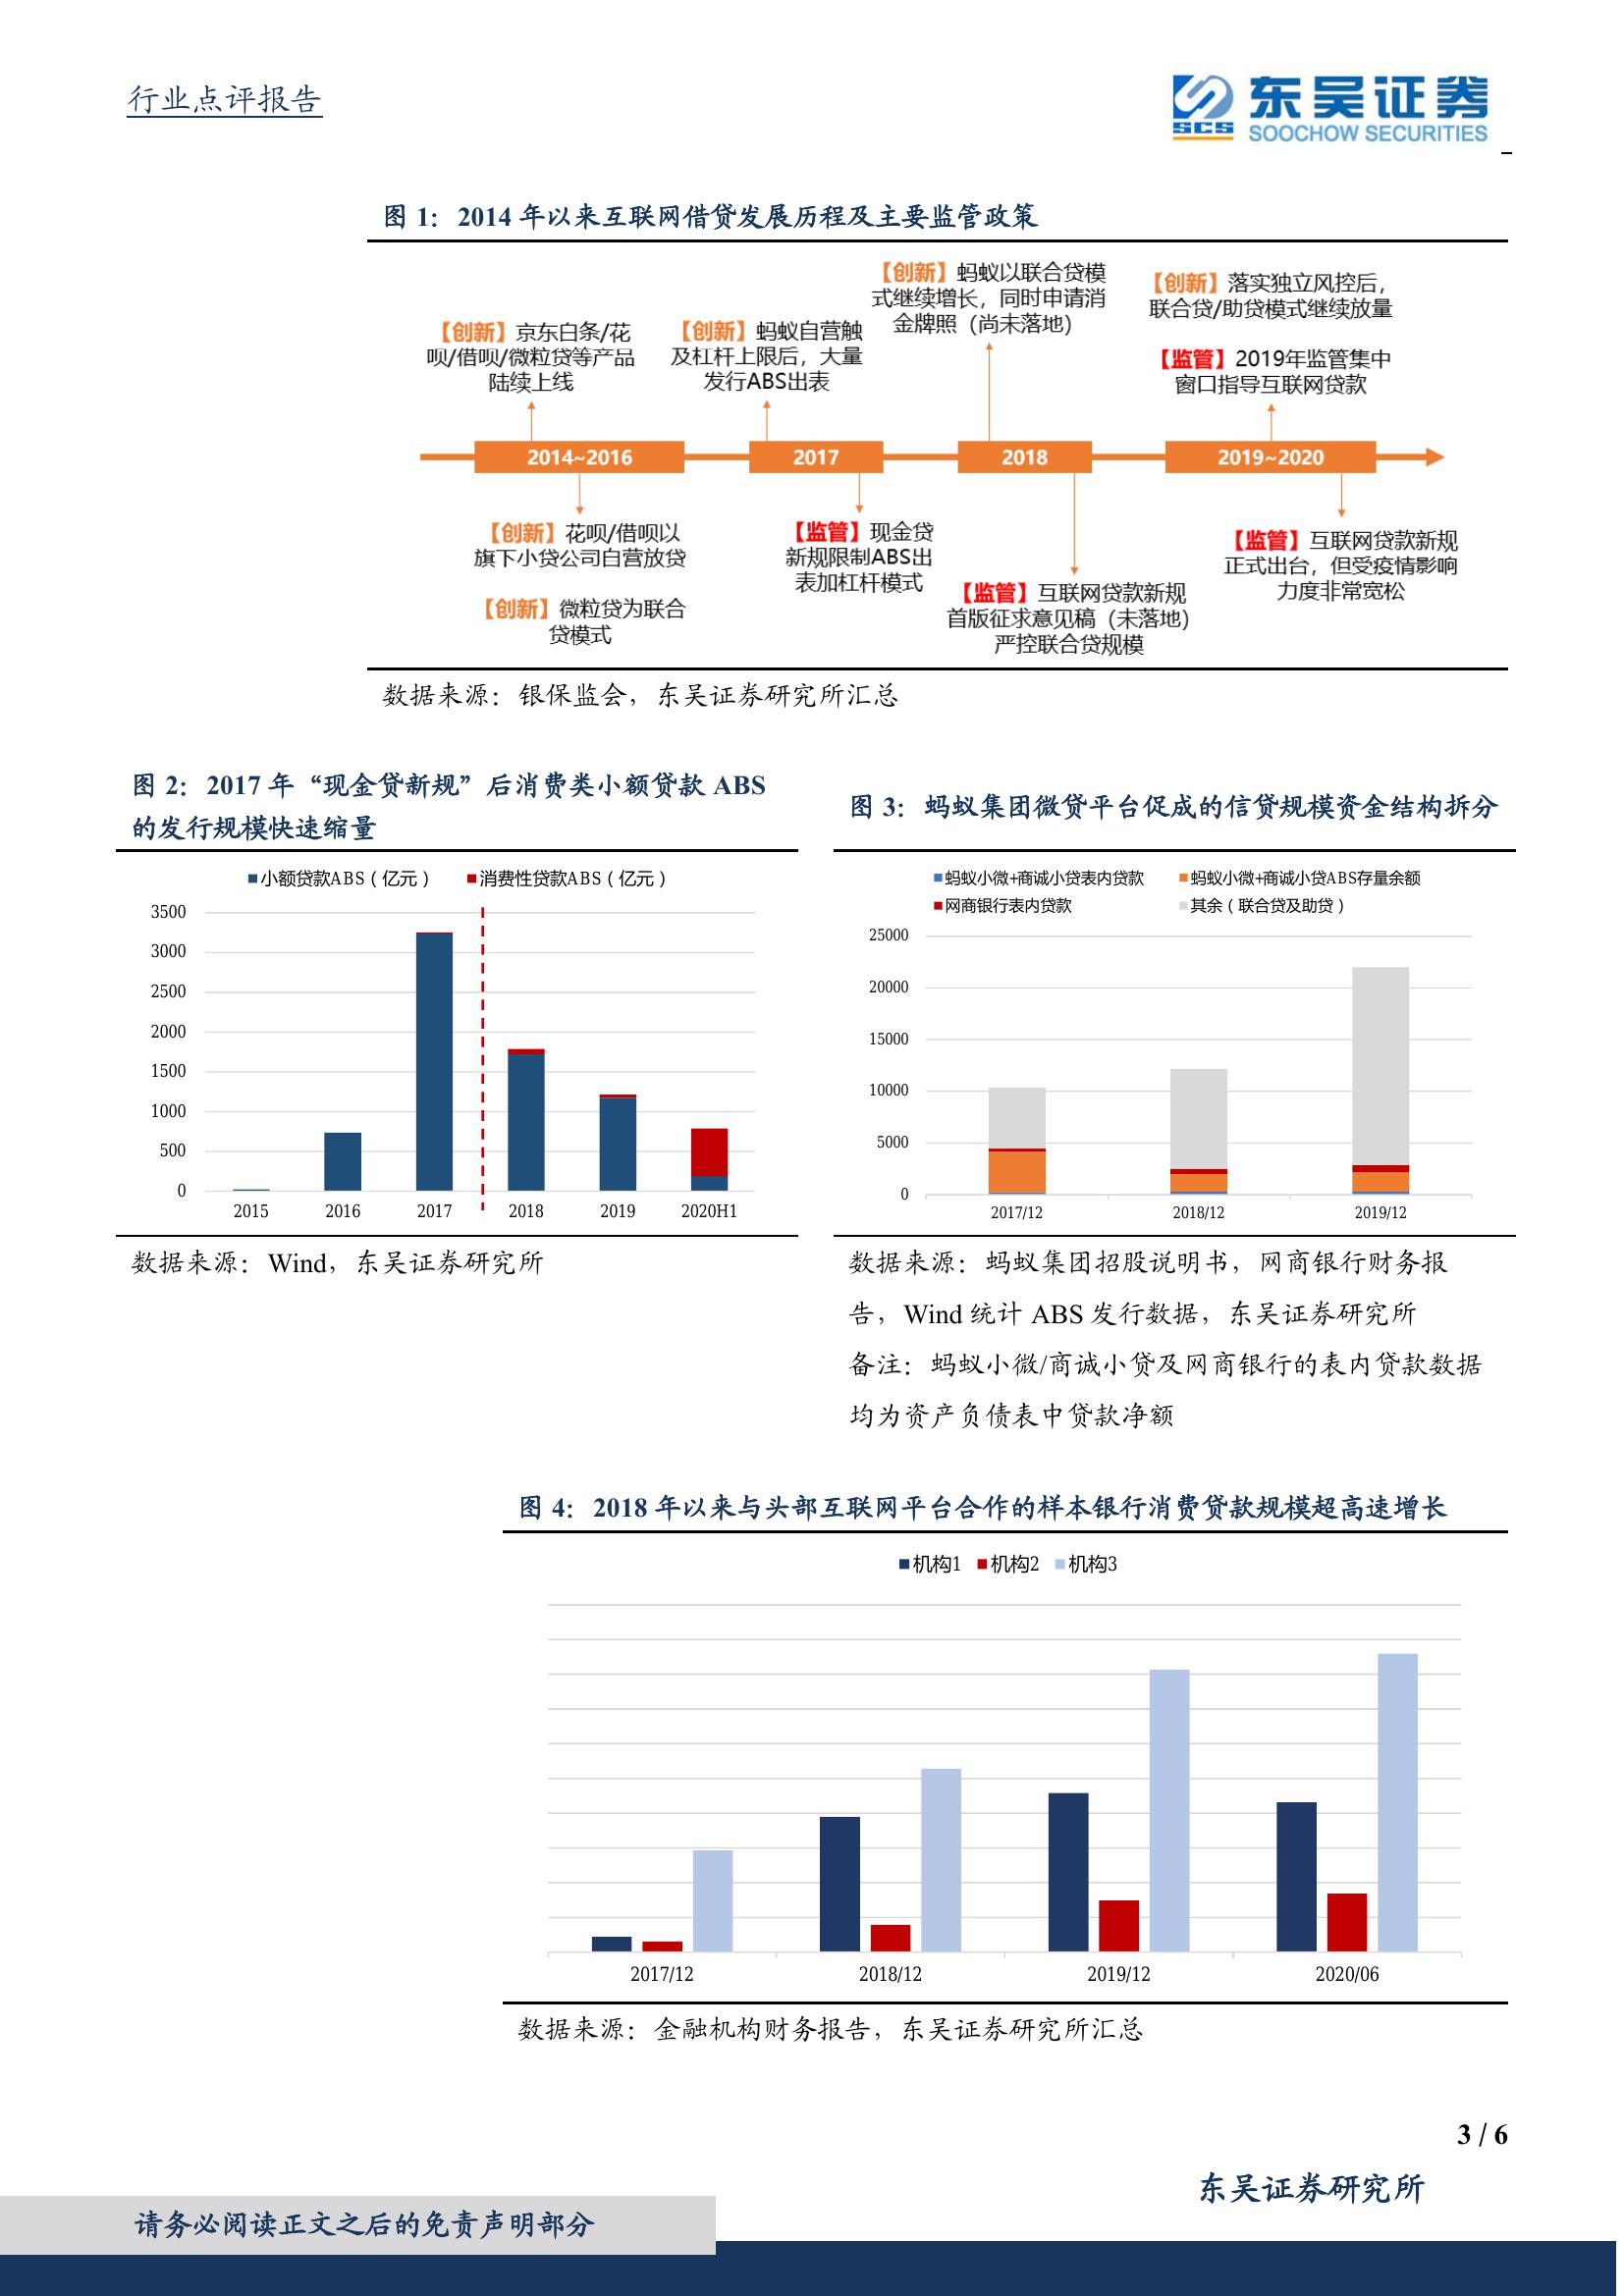 行业点评报告
SCS
东吴证券
SOOCHOW SECURITIES
图 1：2014 年以来互联网借贷发展历程及主要监管政策
【创新】京东白条/花
呗/借呗/微粒贷等产品
陆续上线
【创新】蚂蚁自营触
及杠杆上限后，大量
发行ABS出表
【创新】蚂蚁以联合贷模
式继续增长，同时申请消
金牌照（尚未落地）
【创新】落实独立风控后，
联合贷/助贷模式继续放量
【监管】2019年监管集中
窗口指导互联网贷款
2014~2016
2017
2018
2019~2020
【创新】花呗/借呗以
旗下小贷公司自营放贷
【创新】微粒贷为联合
贷模式
【监管】现金贷
新规限制ABS出
表加杠杆模式
【监管】互联网贷款新规
首版征求意见稿（未落地）
严控联合贷规模
【监管】互联网贷款新规
正式出台，但受疫情影响
力度非常宽松
数据来源：银保监会，东吴证券研究所汇总
图 2：2017 年“现金贷新规”后消费类小额贷款 ABS
的发行规模快速缩量
小额贷款ABS（亿元） 消费性贷款ABS（亿元）
3500
3000
2500
2000
1500
1000
500
0
2015 2016 2017 2018 2019 2020H1
数据来源：Wind，东吴证券研究所
图 3：蚂蚁集团微贷平台促成的信贷规模资金结构拆分
蚂蚁小微+商诚小贷表内贷款 蚂蚁小微+商诚小贷ABS存量余额
网商银行表内贷款 其余（联合贷及助贷）
25000
20000
15000
10000
5000
0
2017/12 2018/12 2019/12
数据来源：蚂蚁集团招股说明书，网商银行财务报
告，Wind 统计 ABS 发行数据，东吴证券研究所
备注：蚂蚁小微/商诚小贷及网商银行的表内贷款数据
均为资产负债表中贷款净额
图 4：2018 年以来与头部互联网平台合作的样本银行消费贷款规模超高速增长
机构1 机构2 机构3
2017/12 2018/12 2019/12 2020/06
数据来源：金融机构财务报告，东吴证券研究所汇总
3 / 6
东吴证券研究所
请务必阅读正文之后的免责声明部分